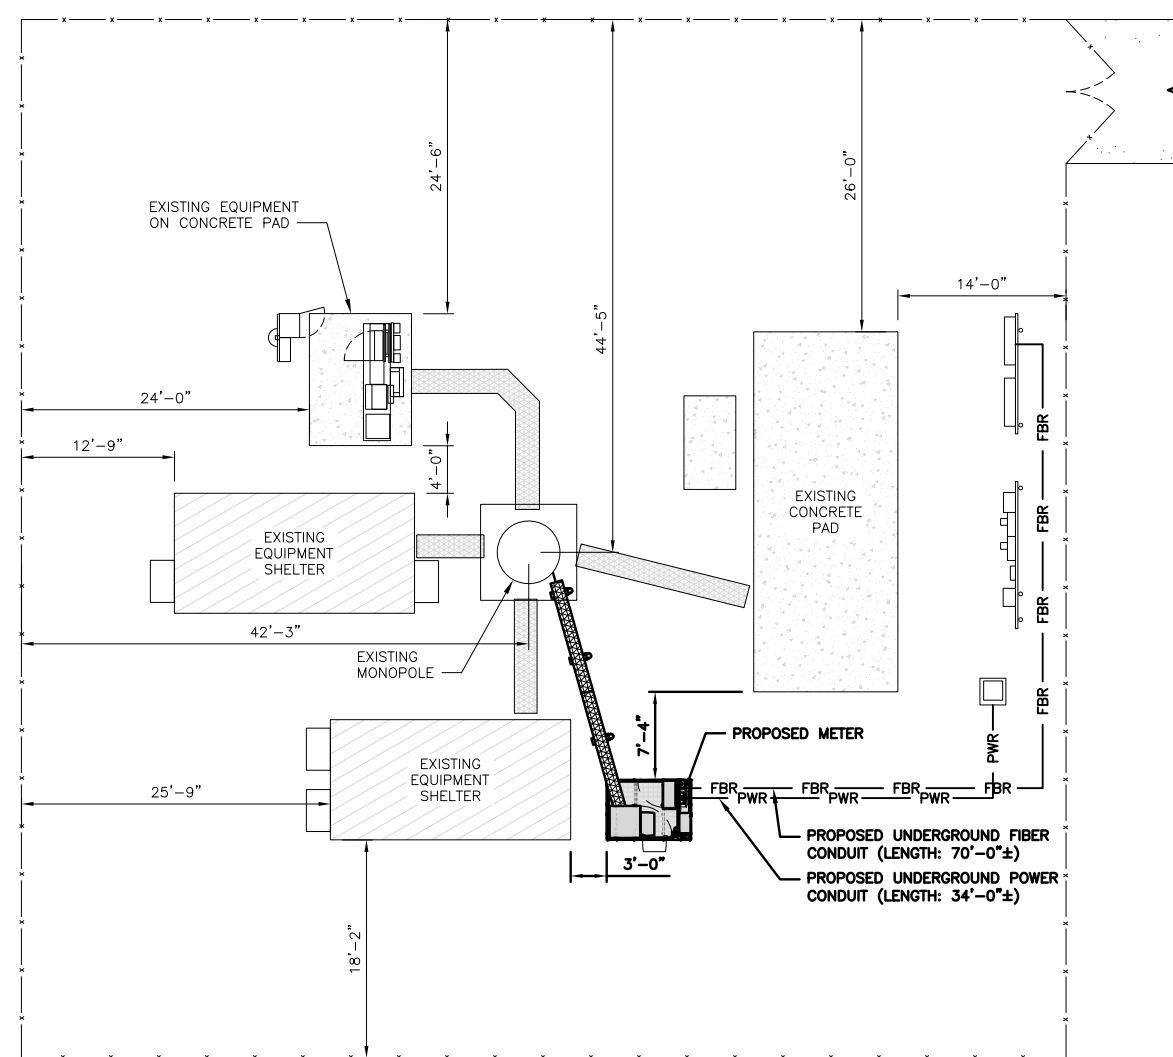 24'-6"
44'-5"
26'-0"
EXISTING EQUIPMENT
ON CONCRETE PAD
14'-0"
24'-0"
12'-9"
4'-0"
FBR
EXISTING
CONCRETE
PAD
FBR
EXISTING
EQUIPMENT
SHELTER
FBR
42'-3"
EXISTING
MONOPOLE
FBR
7'-4"
PROPOSED METER
PWR
EXISTING
EQUIPMENT
SHELTER
25'-9"
FBR FBR FBR FBR
PWR PWR PWR
PROPOSED UNDERGROUND FIBER
CONDUIT (LENGTH: 70'-0"±)
3'-0"
PROPOSED UNDERGROUND POWER
CONDUIT (LENGTH: 34'-0"±)
18'-2"